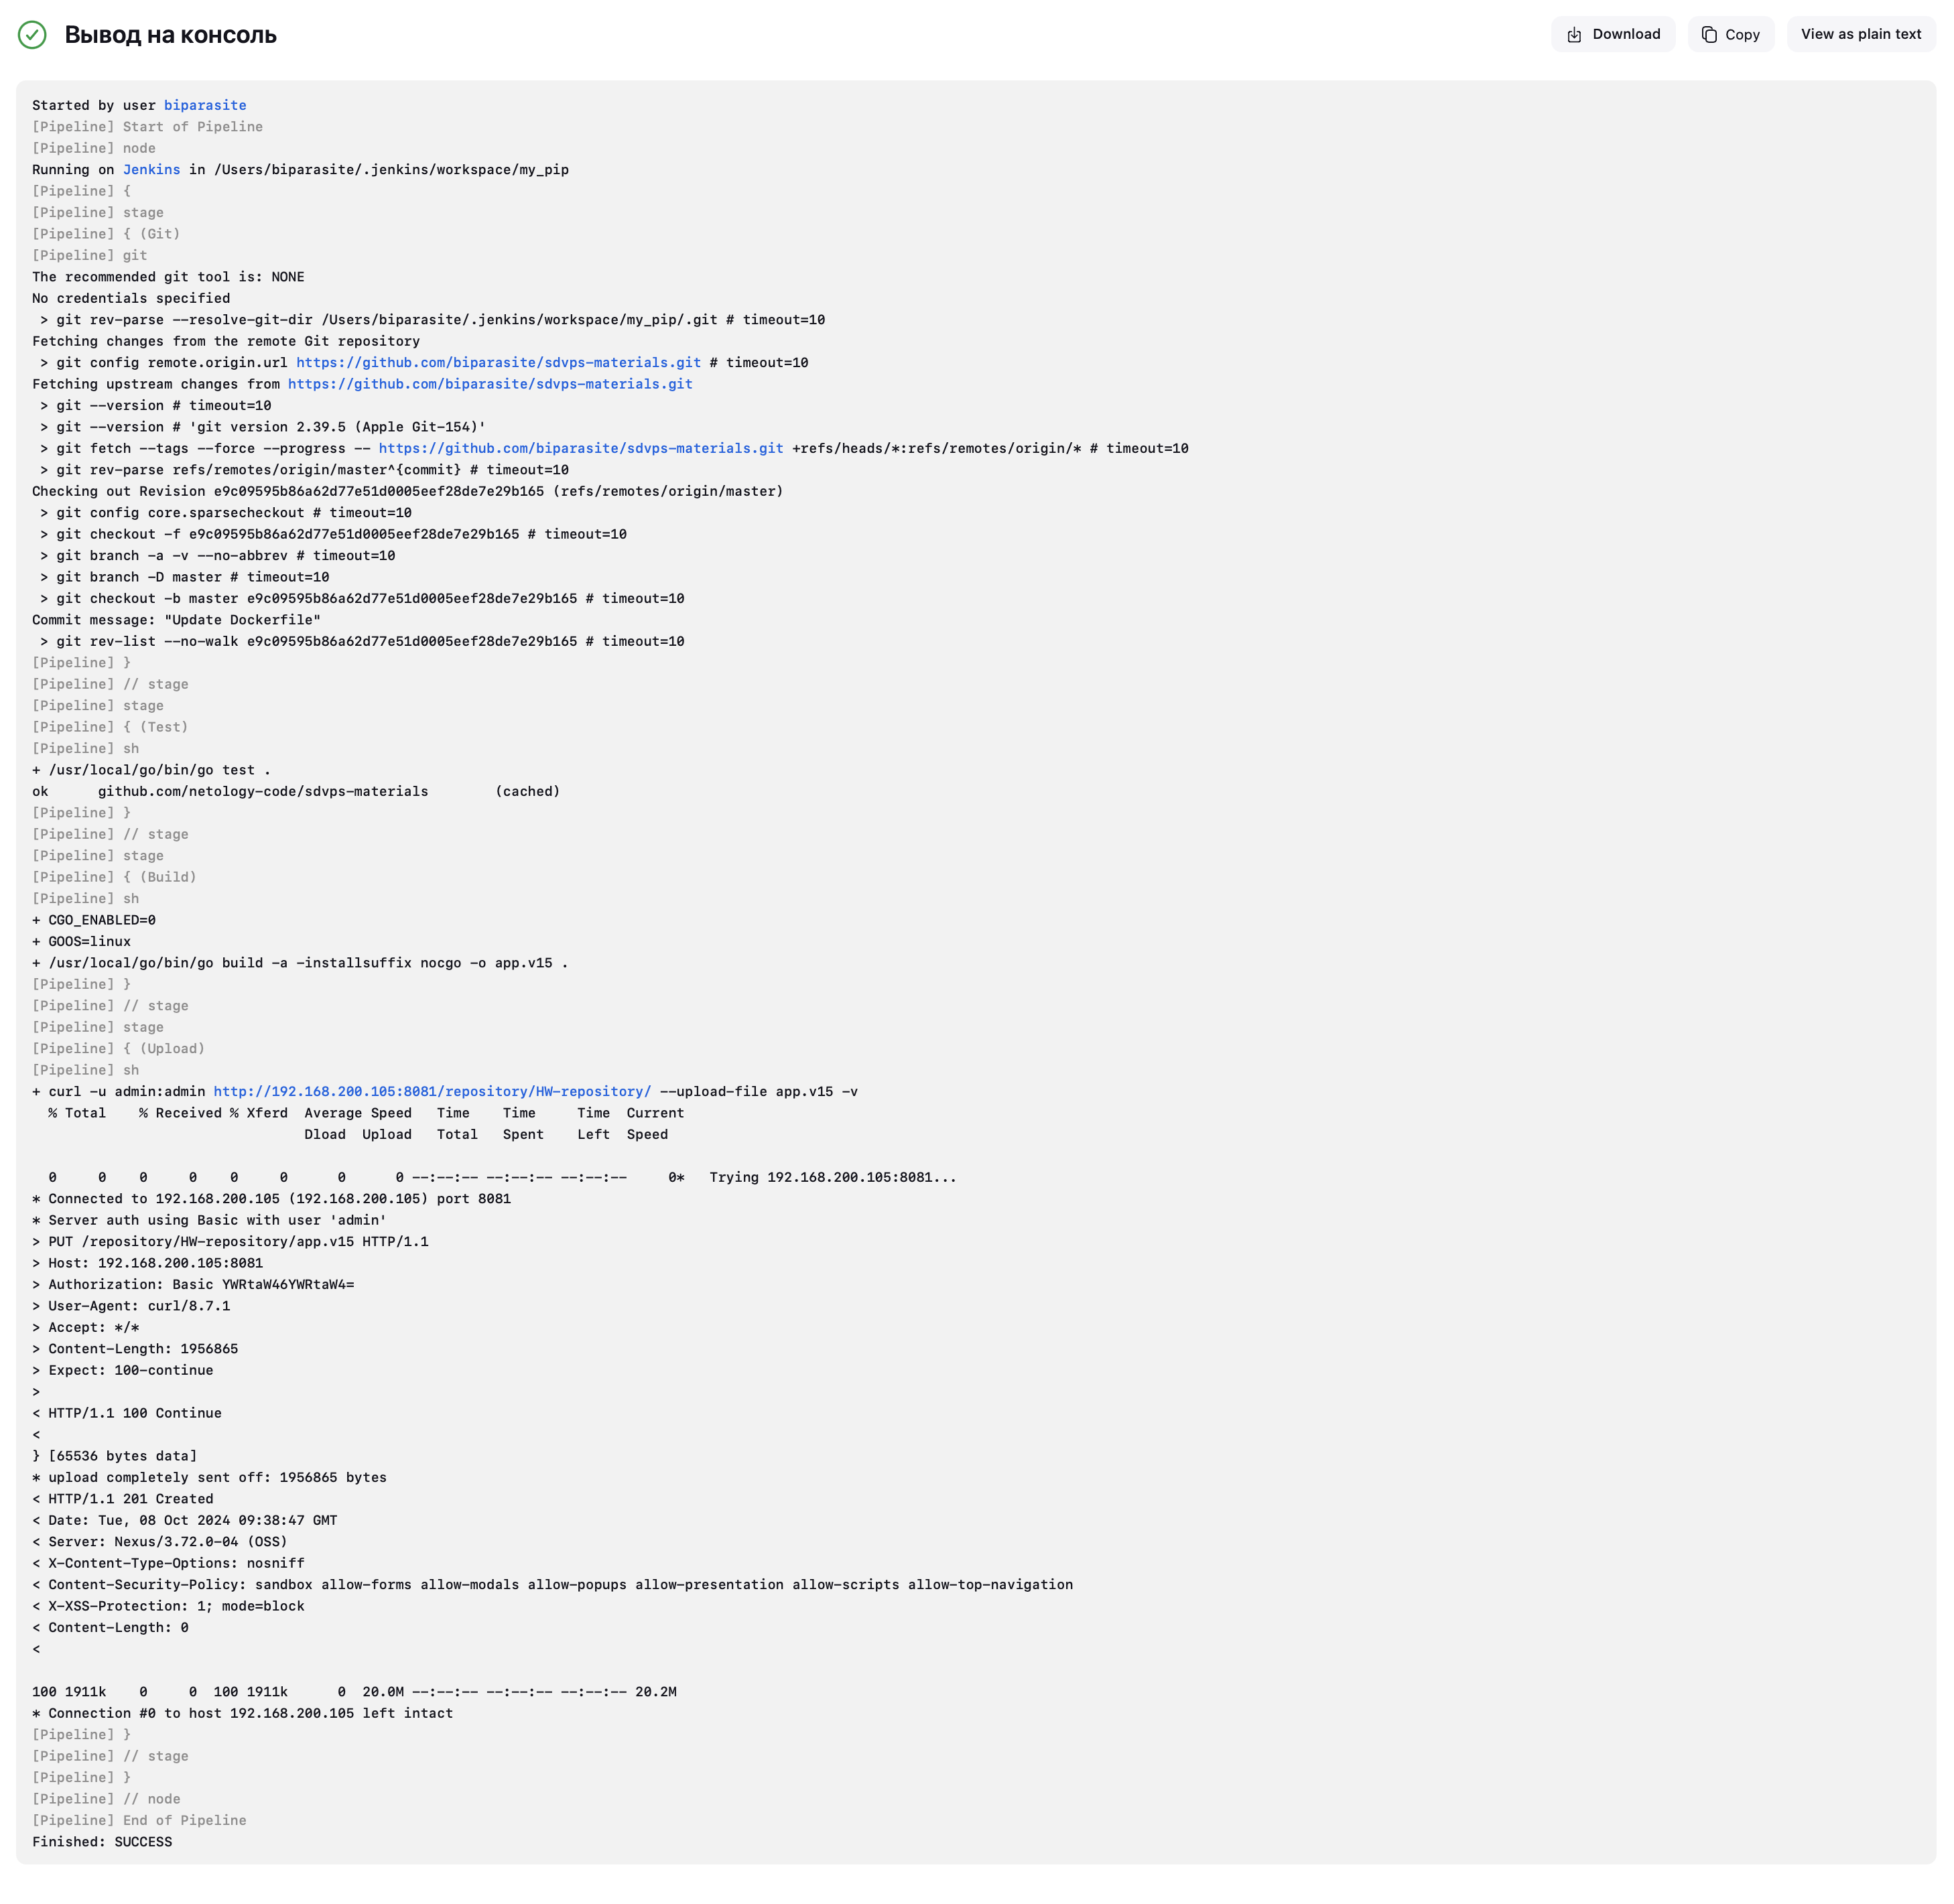 Вывод на консоль
Download
Copy
View as plain text
Started by user biparasite
[Pipeline] Start of Pipeline
[Pipeline] node
Running on Jenkins in /Users/biparasite/.jenkins/workspace/my_pip
[Pipeline] {
[Pipeline] stage
[Pipeline] { (Git)
[Pipeline] git
The recommended git tool is: NONE
No credentials specified
 > git rev-parse --resolve-git-dir /Users/biparasite/.jenkins/workspace/my_pip/.git # timeout=10
Fetching changes from the remote Git repository
 > git config remote.origin.url https://github.com/biparasite/sdvps-materials.git # timeout=10
Fetching upstream changes from https://github.com/biparasite/sdvps-materials.git
 > git --version # timeout=10
 > git --version # 'git version 2.39.5 (Apple Git-154)'
 > git fetch --tags --force --progress -- https://github.com/biparasite/sdvps-materials.git +refs/heads/*:refs/remotes/origin/* # timeout=10
 > git rev-parse refs/remotes/origin/master^{commit} # timeout=10
Checking out Revision e9c09595b86a62d77e51d0005eef28de7e29b165 (refs/remotes/origin/master)
 > git config core.sparsecheckout # timeout=10
 > git checkout -f e9c09595b86a62d77e51d0005eef28de7e29b165 # timeout=10
 > git branch -a -v --no-abbrev # timeout=10
 > git branch -D master # timeout=10
 > git checkout -b master e9c09595b86a62d77e51d0005eef28de7e29b165 # timeout=10
Commit message: "Update Dockerfile"
 > git rev-list --no-walk e9c09595b86a62d77e51d0005eef28de7e29b165 # timeout=10
[Pipeline] }
[Pipeline] // stage
[Pipeline] stage
[Pipeline] { (Test)
[Pipeline] sh
+ /usr/local/go/bin/go test .
ok      github.com/netology-code/sdvps-materials        (cached)
[Pipeline] }
[Pipeline] // stage
[Pipeline] stage
[Pipeline] { (Build)
[Pipeline] sh
+ CGO_ENABLED=0
+ GOOS=linux
+ /usr/local/go/bin/go build -a -installsuffix nocgo -o app.v15 .
[Pipeline] }
[Pipeline] // stage
[Pipeline] stage
[Pipeline] { (Upload)
[Pipeline] sh
+ curl -u admin:admin http://192.168.200.105:8081/repository/HW-repository/ --upload-file app.v15 -v
  % Total    % Received % Xferd  Average Speed   Time    Time     Time  Current
                                 Dload  Upload   Total   Spent    Left  Speed
  0     0    0     0    0     0      0      0 --:--:-- --:--:-- --:--:--     0*   Trying 192.168.200.105:8081...
* Connected to 192.168.200.105 (192.168.200.105) port 8081
* Server auth using Basic with user 'admin'
> PUT /repository/HW-repository/app.v15 HTTP/1.1
> Host: 192.168.200.105:8081
> Authorization: Basic YWRtaW46YWRtaW4=
> User-Agent: curl/8.7.1
> Accept: */*
> Content-Length: 1956865
> Expect: 100-continue
>
< HTTP/1.1 100 Continue
<
} [65536 bytes data]
* upload completely sent off: 1956865 bytes
< HTTP/1.1 201 Created
< Date: Tue, 08 Oct 2024 09:38:47 GMT
< Server: Nexus/3.72.0-04 (OSS)
< X-Content-Type-Options: nosniff
< Content-Security-Policy: sandbox allow-forms allow-modals allow-popups allow-presentation allow-scripts allow-top-navigation
< X-XSS-Protection: 1; mode=block
< Content-Length: 0
<
100 1911k    0     0  100 1911k      0  20.0M --:--:-- --:--:-- --:--:-- 20.2M
* Connection #0 to host 192.168.200.105 left intact
[Pipeline] }
[Pipeline] // stage
[Pipeline] }
[Pipeline] // node
[Pipeline] End of Pipeline
Finished: SUCCESS